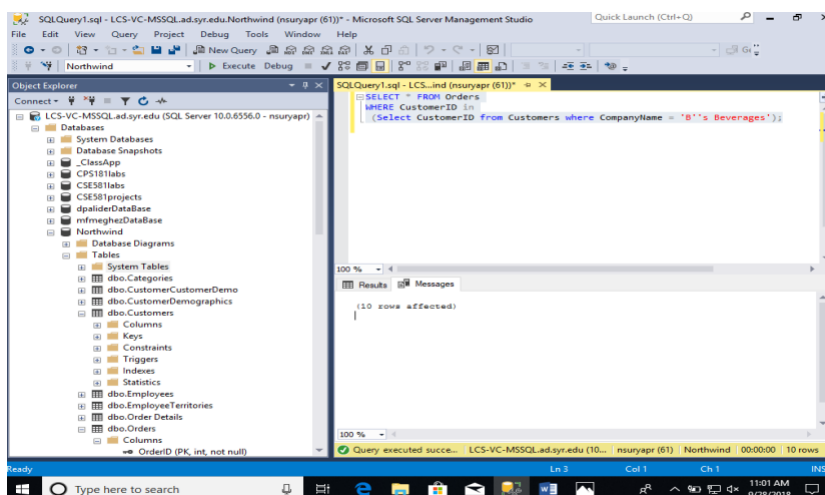 SQLQuery1.sql - LCS-VC-MSSQL.ad.syr.edu.Northwind (nsuryapr (61))* - Microsoft SQL Server Management Studio
Quick Launch (Ctrl+Q)
File Edit View Query Project Debug Tools Window Help
New Query
Northwind
Execute Debug
Object Explorer
Connect
LCS-VC-MSSQL.ad.syr.edu (SQL Server 10.0.6556.0 - nsuryapr)
Databases
System Databases
Database Snapshots
_ClassApp
CPS181labs
CSE581labs
CSE581projects
dpaliderDataBase
mfmeghezDataBase
Northwind
Database Diagrams
Tables
System Tables
dbo.Categories
dbo.CustomerCustomerDemo
dbo.CustomerDemographics
dbo.Customers
Columns
Keys
Constraints
Triggers
Indexes
Statistics
dbo.Employees
dbo.EmployeeTerritories
dbo.Order Details
dbo.Orders
Columns
OrderID (PK, int, not null)
SQLQuery1.sql - LCS...ind (nsuryapr (61))*
SELECT * FROM Orders
WHERE CustomerID in
(Select CustomerID from Customers where CompanyName = 'B''s Beverages');
100 %
Results Messages
(10 rows affected)
100 %
Query executed succe... LCS-VC-MSSQL.ad.syr.edu (10... nsuryapr (61) Northwind 00:00:00 10 rows
Ready Ln 3 Col 1 Ch 1 INS
Type here to search
11:01 AM
9/28/2018